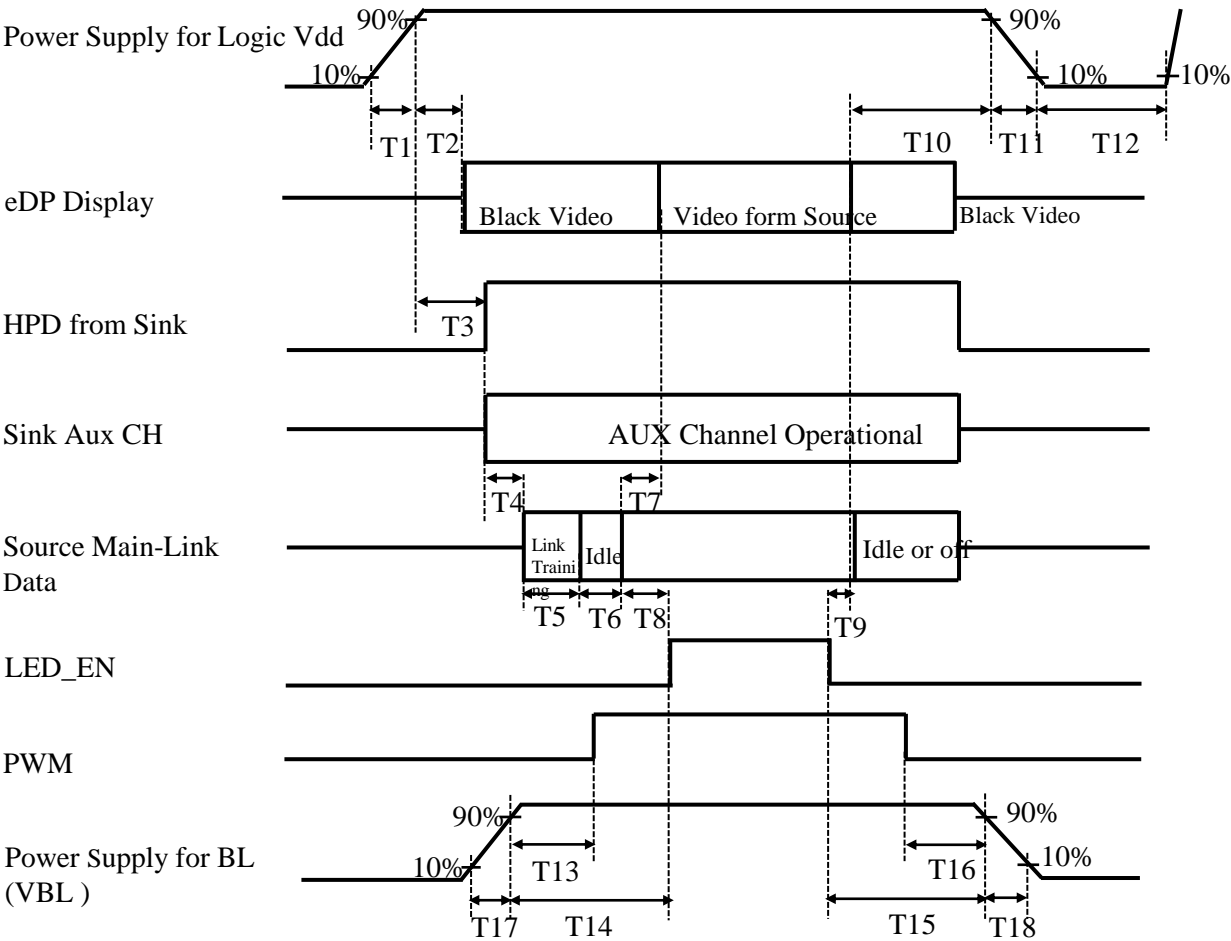 90%
90%
Power Supply for Logic Vdd
10%
10%
10%
T1
T2
T10
T11
T12
eDP Display
Black Video
Video form Source
Black Video
HPD from Sink
T3
Sink Aux CH
AUX Channel Operational
T4
T7
Source Main-Link
Data
Link
Traini
ng
Idle
Idle or off
T5
T6
T8
T9
LED_EN
PWM
90%
90%
Power Supply for BL
(VBL )
10%
10%
T13
T16
T17
T14
T15
T18